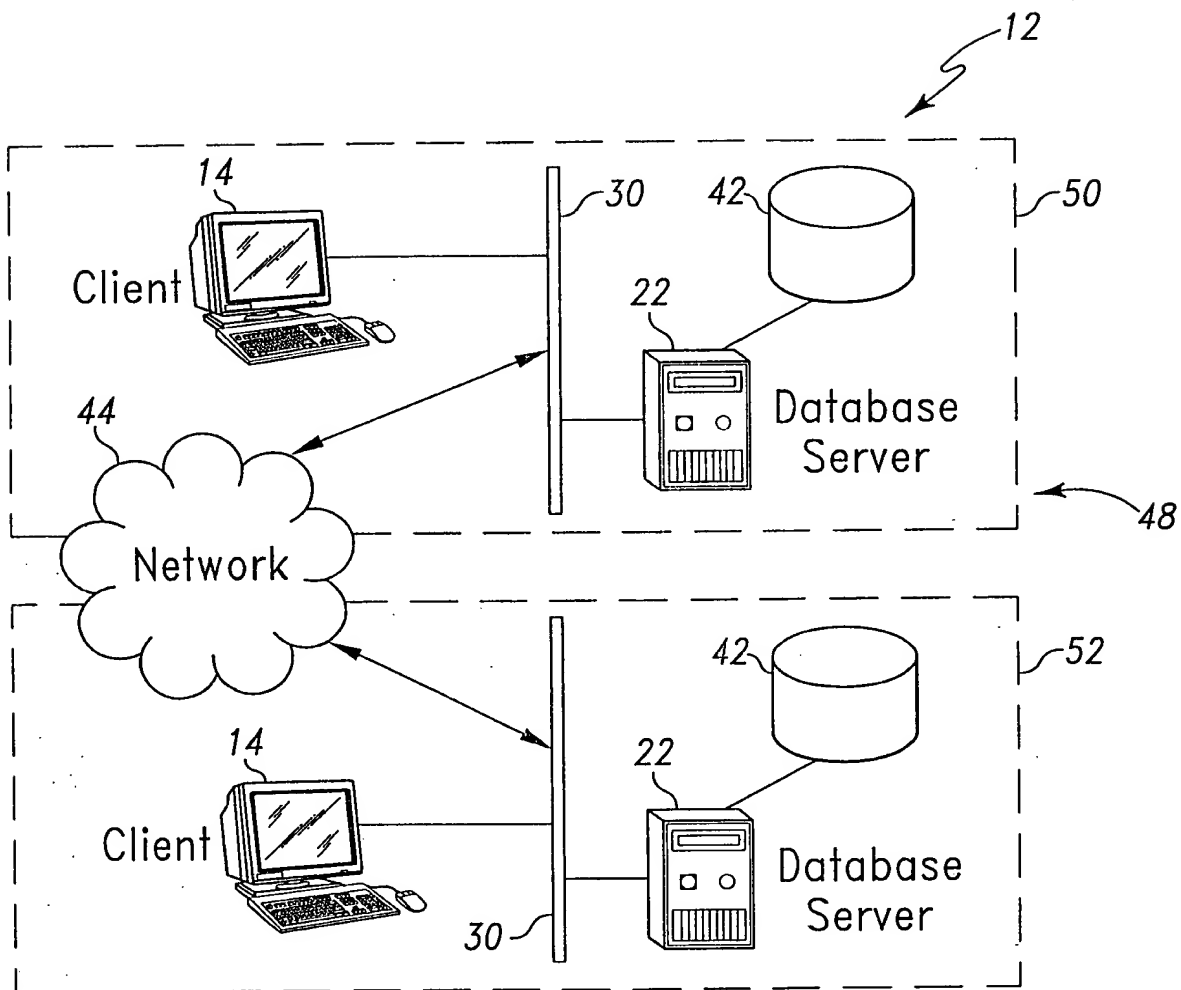 12
14
30
42
50
Client
22
Database
Server
44
48
Network
42
52
14
22
Client
Database
Server
30